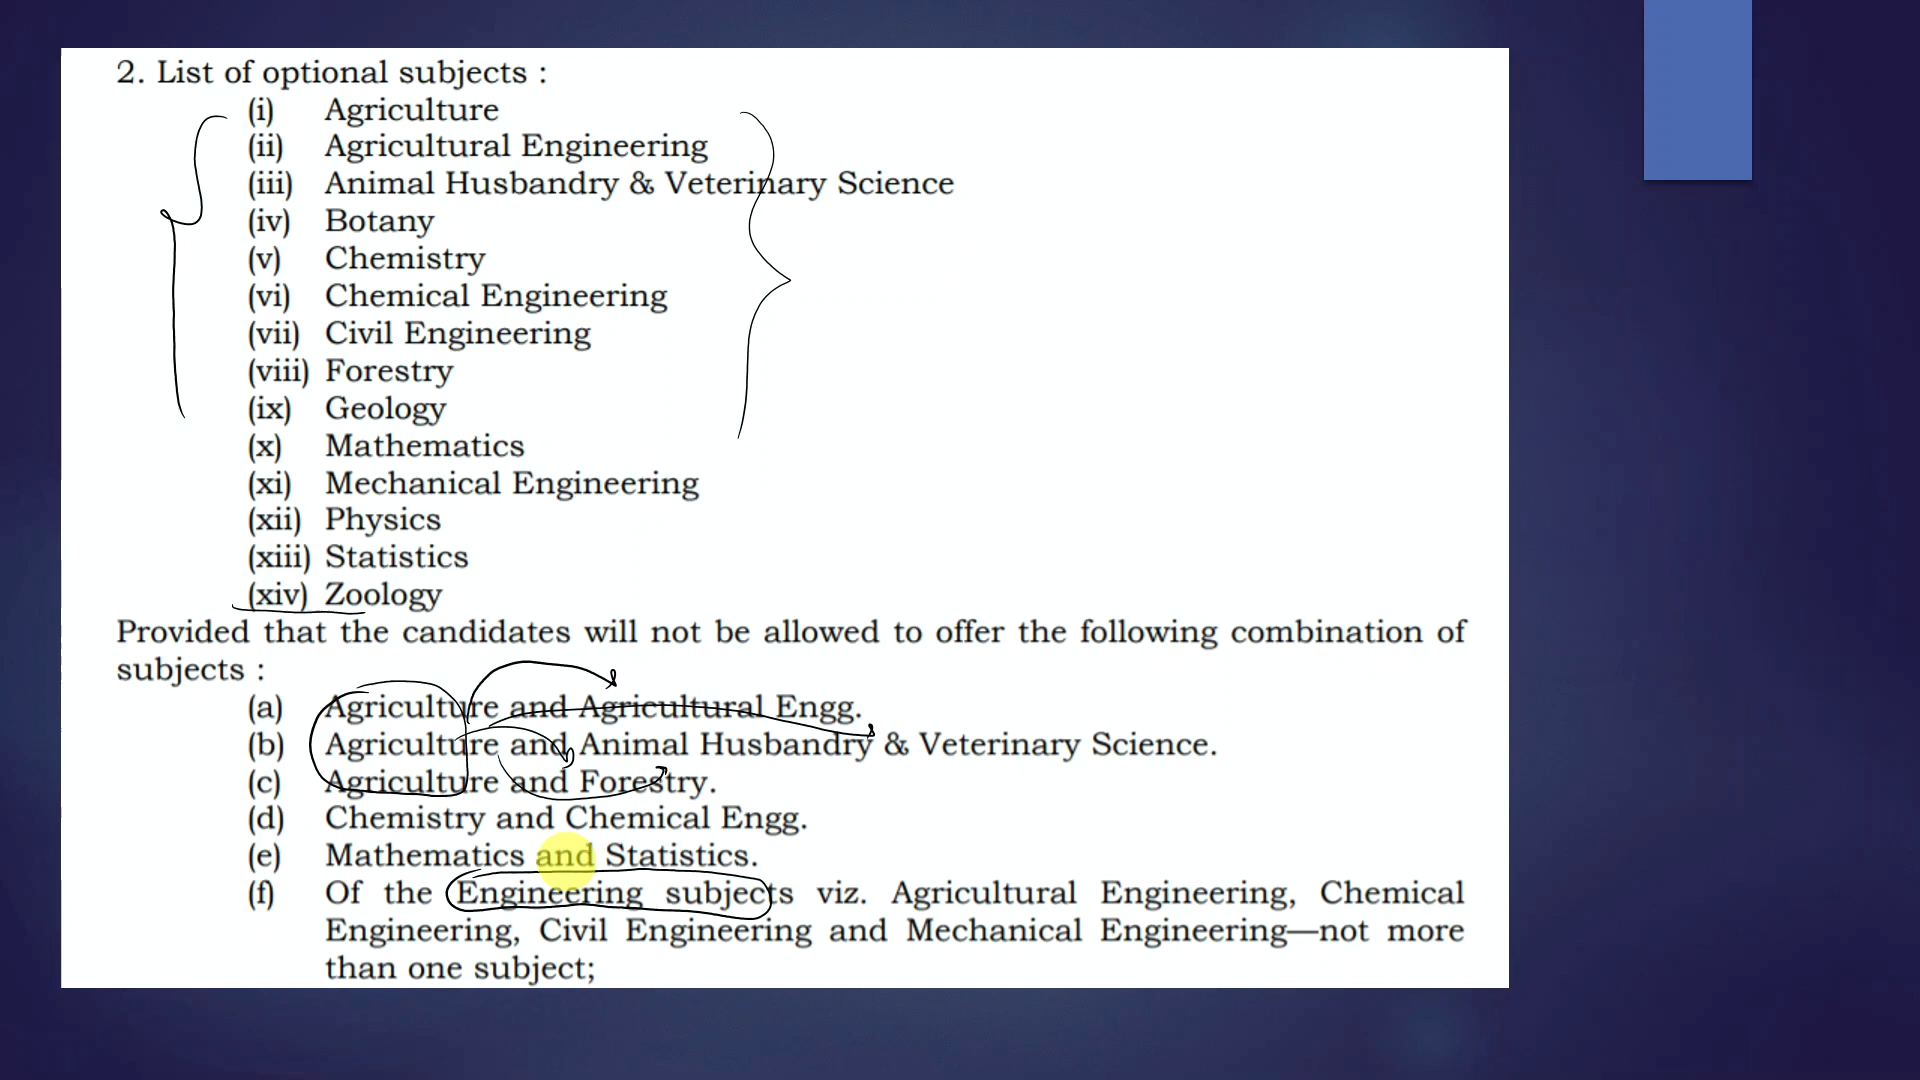 2. List of optional subjects :
(i) Agriculture
(ii) Agricultural Engineering
(iii) Animal Husbandry & Veterinary Science
(iv) Botany
(v) Chemistry
(vi) Chemical Engineering
(vii) Civil Engineering
(viii) Forestry
(ix) Geology
(x) Mathematics
(xi) Mechanical Engineering
(xii) Physics
(xiii) Statistics
(xiv) Zoology
Provided that the candidates will not be allowed to offer the following combination of
subjects :
(a) Agriculture and Agricultural Engg.
(b) Agriculture and Animal Husbandry & Veterinary Science.
(c) Agriculture and Forestry.
(d) Chemistry and Chemical Engg.
(e) Mathematics and Statistics.
(f) Of the Engineering subjects viz. Agricultural Engineering, Chemical
Engineering, Civil Engineering and Mechanical Engineering—not more
than one subject;